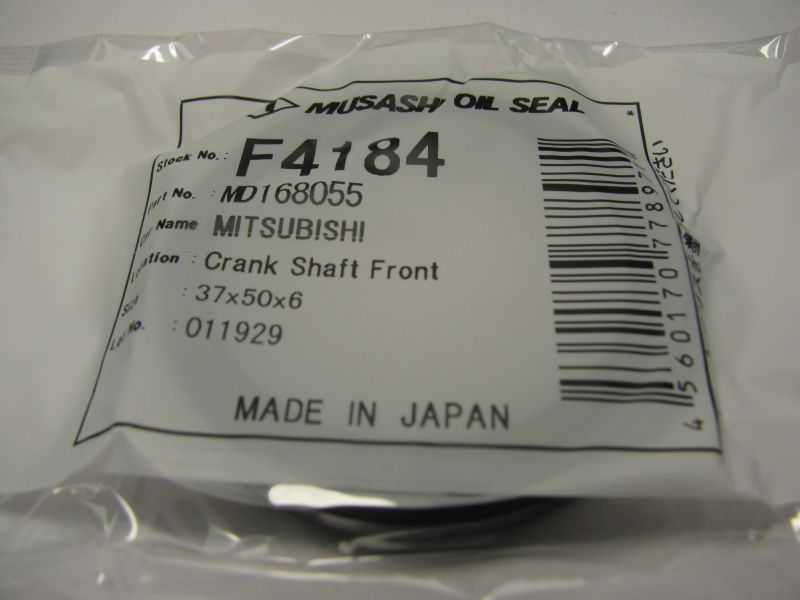 MUSASHI OIL SEAL
*
Stock No.: F4184
Part No. : MD168055
Car Name MITSUBISHI
Location : Crank Shaft Front
Size : 37x50x6
Lot No. : 011929
MADE IN JAPAN